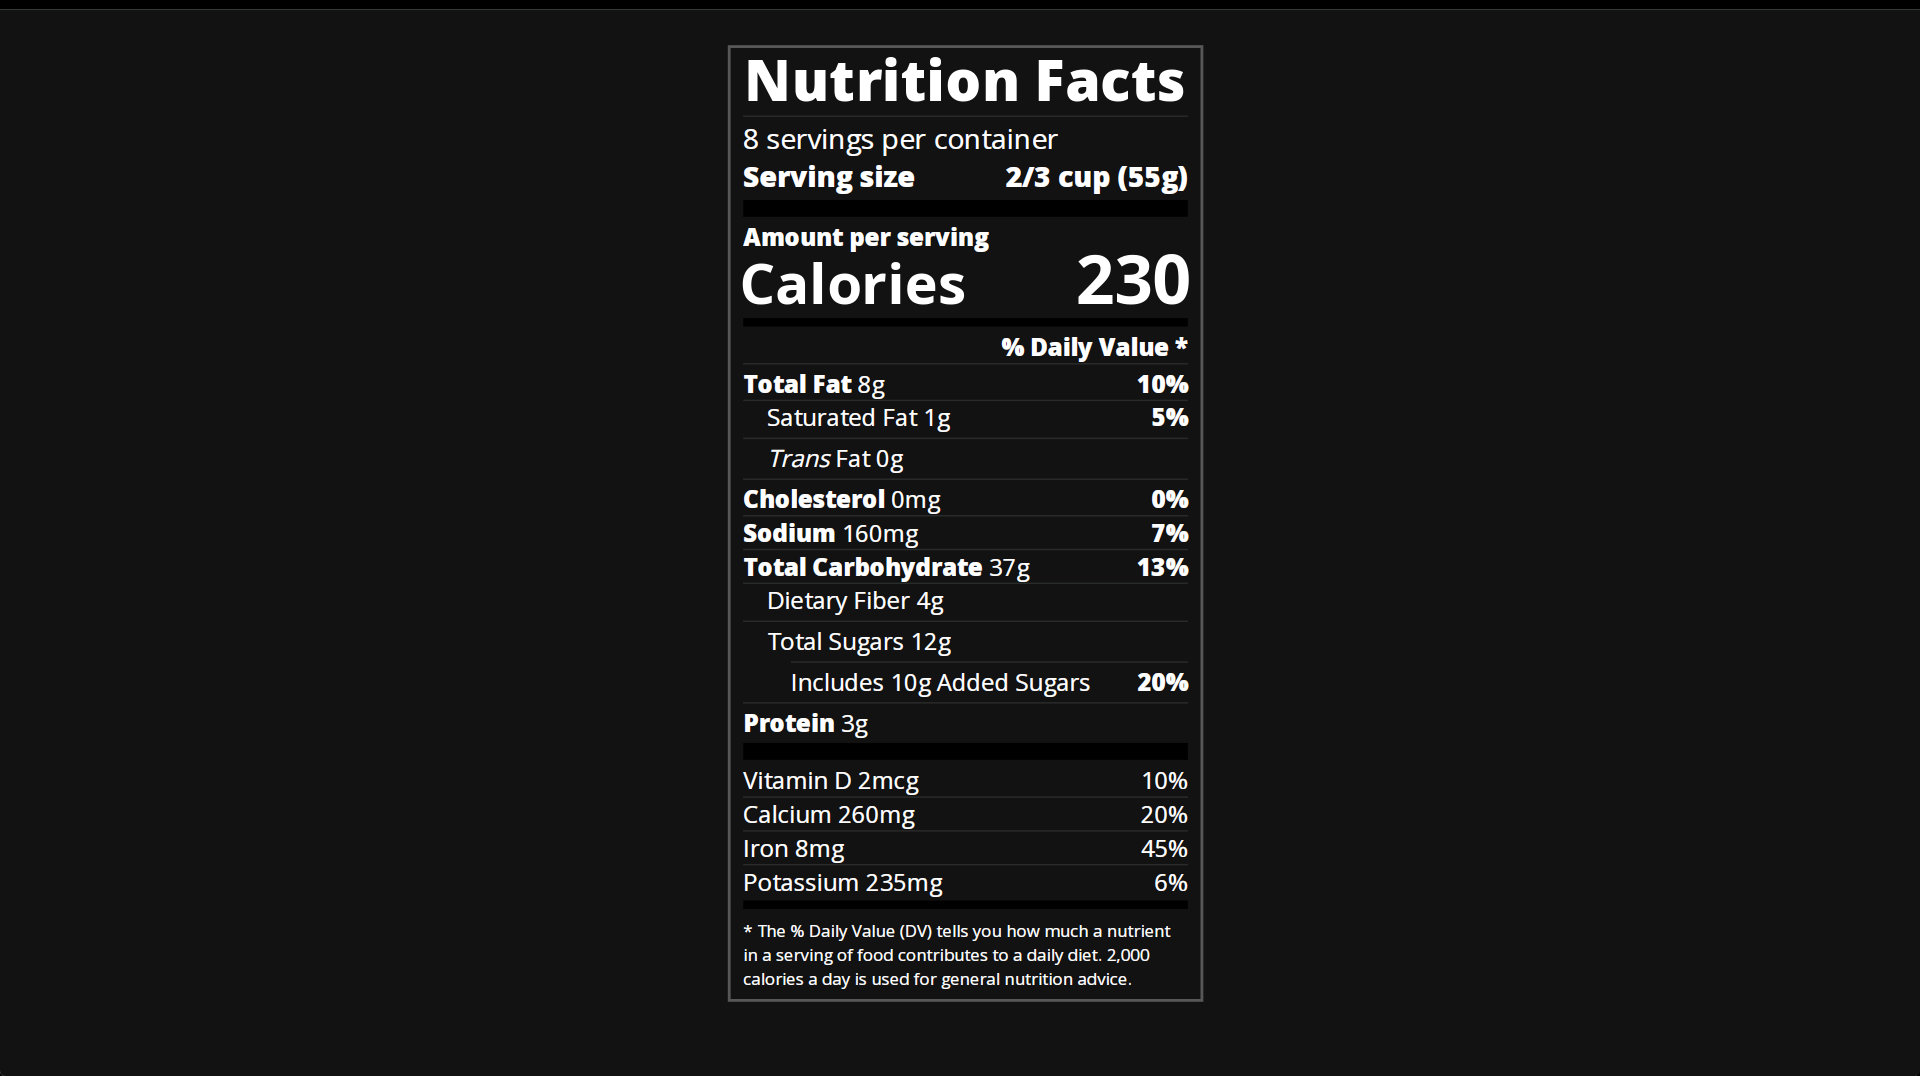 Nutrition Facts
8 servings per container
Serving size 2/3 cup (55g)
Amount per serving
Calories 230
% Daily Value *
Total Fat 8g 10%
Saturated Fat 1g 5%
Trans Fat 0g
Cholesterol 0mg 0%
Sodium 160mg 7%
Total Carbohydrate 37g 13%
Dietary Fiber 4g
Total Sugars 12g
Includes 10g Added Sugars 20%
Protein 3g
Vitamin D 2mcg 10%
Calcium 260mg 20%
Iron 8mg 45%
Potassium 235mg 6%
* The % Daily Value (DV) tells you how much a nutrient
in a serving of food contributes to a daily diet. 2,000
calories a day is used for general nutrition advice.